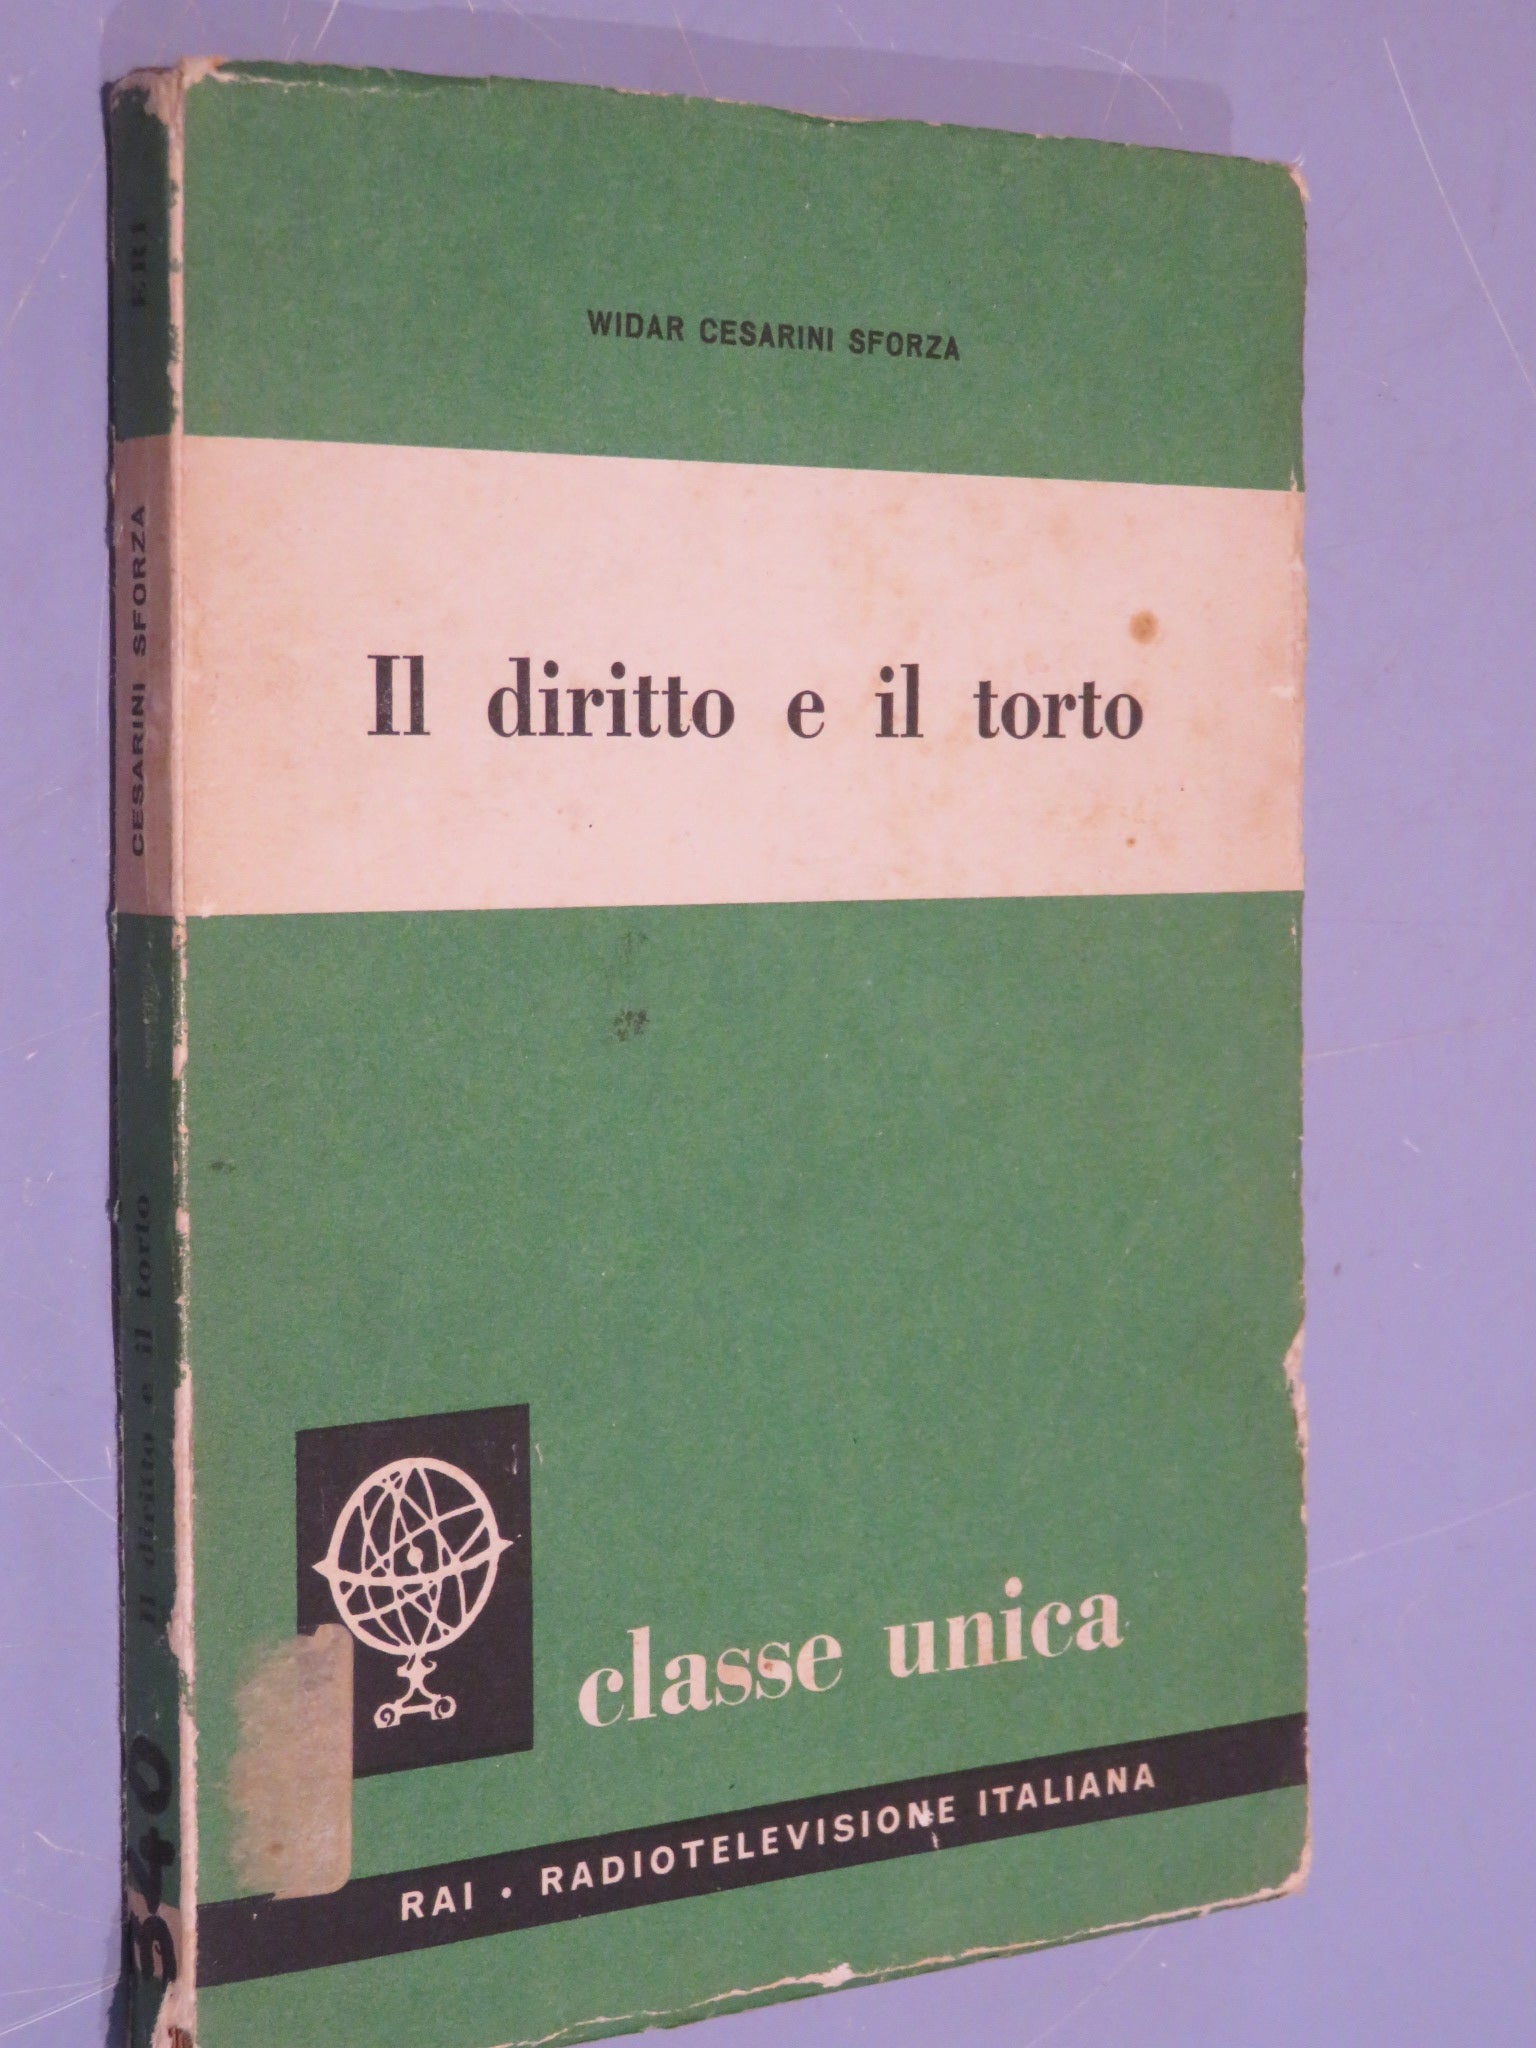 WIDAR CESARINI SFORZA
Il diritto e il torto
classe unica
RAI • RADIOTELEVISIONE ITALIANA
ERI
CESARINI SFORZA
Il diritto e il torto
340